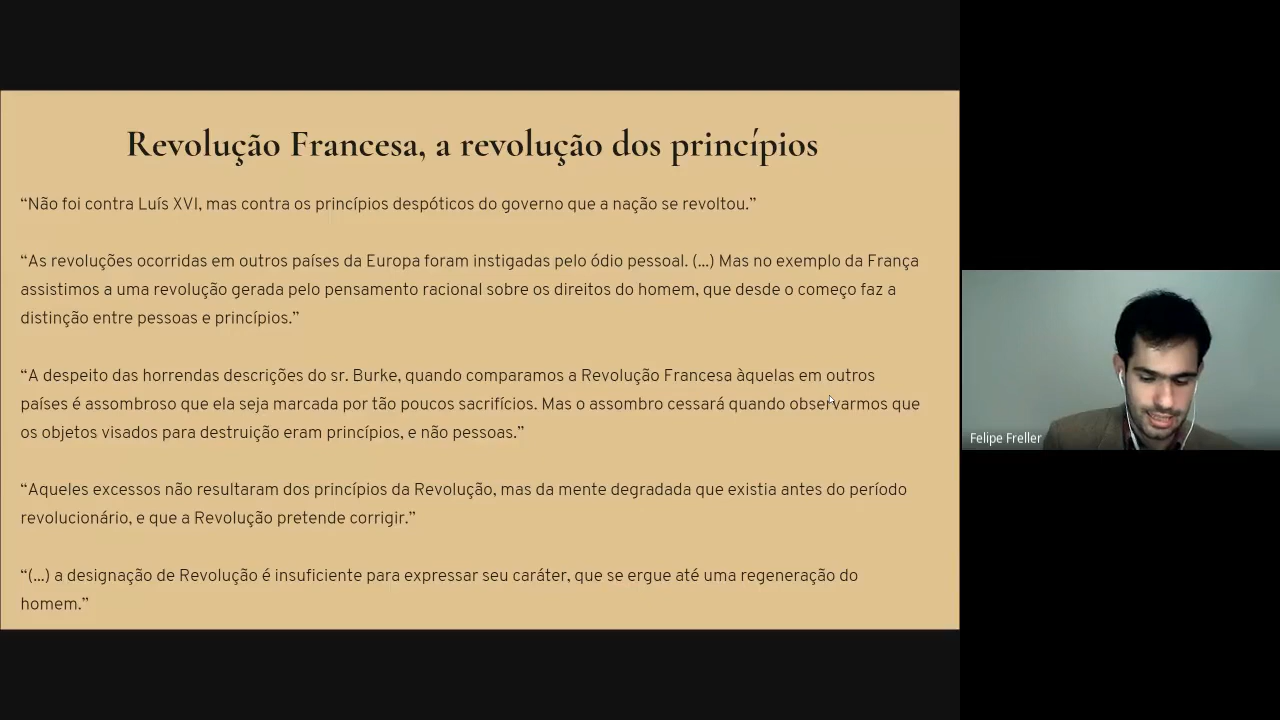 Revolução Francesa, a revolução dos princípios
“Não foi contra Luís XVI, mas contra os princípios despóticos do governo que a nação se revoltou.”
“As revoluções ocorridas em outros países da Europa foram instigadas pelo ódio pessoal. (...) Mas no exemplo da França
assistimos a uma revolução gerada pelo pensamento racional sobre os direitos do homem, que desde o começo faz a
distinção entre pessoas e princípios.”
“A despeito das horrendas descrições do sr. Burke, quando comparamos a Revolução Francesa àquelas em outros
países é assombroso que ela seja marcada por tão poucos sacrifícios. Mas o assombro cessará quando observarmos que
os objetos visados para destruição eram princípios, e não pessoas.”
“Aqueles excessos não resultaram dos princípios da Revolução, mas da mente degradada que existia antes do período
revolucionário, e que a Revolução pretende corrigir.”
“(...) a designação de Revolução é insuficiente para expressar seu caráter, que se ergue até uma regeneração do
homem.”
Felipe Freller